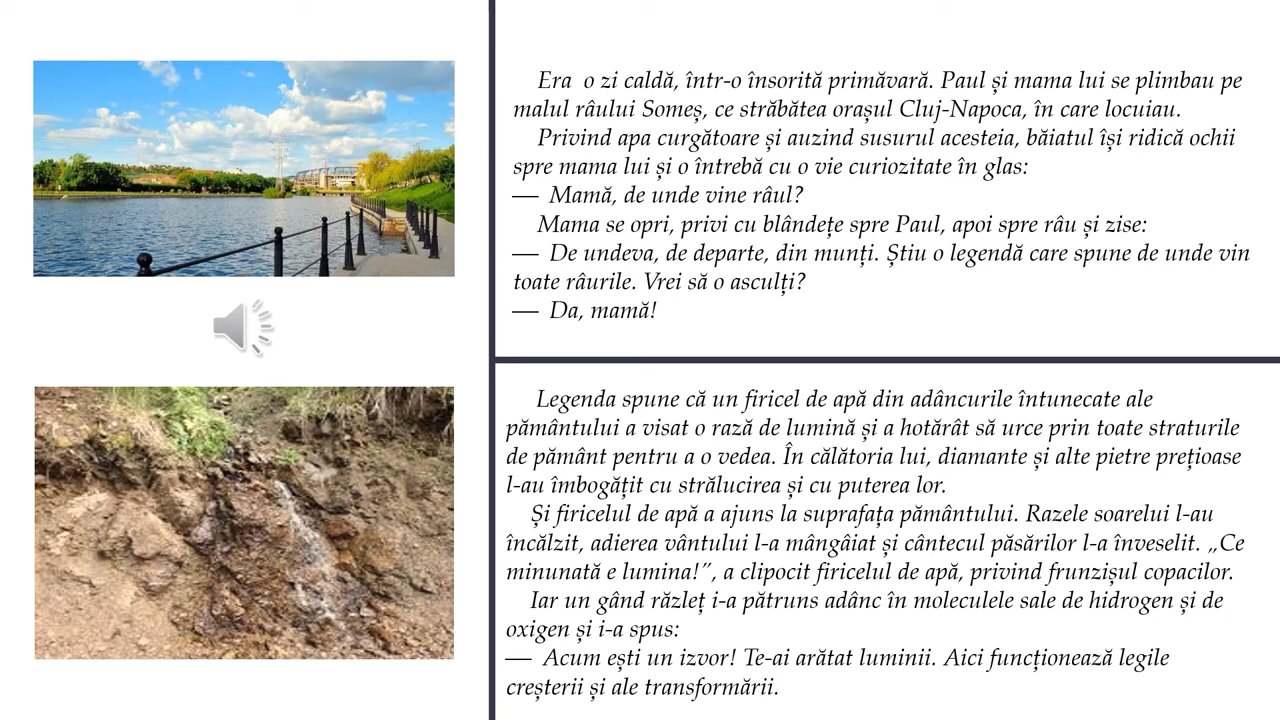 Era o zi caldă, într-o însorită primăvară. Paul și mama lui se plimbau pe
malul râului Someș, ce străbătea orașul Cluj-Napoca, în care locuiau.
Privind apa curgătoare și auzind susurul acesteia, băiatul își ridică ochii
spre mama lui și o întrebă cu o vie curiozitate în glas:
— Mamă, de unde vine râul?
Mama se opri, privi cu blândețe spre Paul, apoi spre râu și zise:
— De undeva, de departe, din munți. Știu o legendă care spune de unde vin
toate râurile. Vrei să o asculți?
— Da, mamă!
Legenda spune că un firicel de apă din adâncurile întunecate ale
pământului a visat o rază de lumină și a hotărât să urce prin toate straturile
de pământ pentru a o vedea. În călătoria lui, diamante și alte pietre prețioase
l-au îmbogățit cu strălucirea și cu puterea lor.
Și firicelul de apă a ajuns la suprafața pământului. Razele soarelui l-au
încălzit, adierea vântului l-a mângâiat și cântecul păsărilor l-a înveselit. „Ce
minunată e lumina!”, a clipocit firicelul de apă, privind frunzișul copacilor.
Iar un gând răzleț i-a pătruns adânc în moleculele sale de hidrogen și de
oxigen și i-a spus:
— Acum ești un izvor! Te-ai arătat luminii. Aici funcționează legile
creșterii și ale transformării.